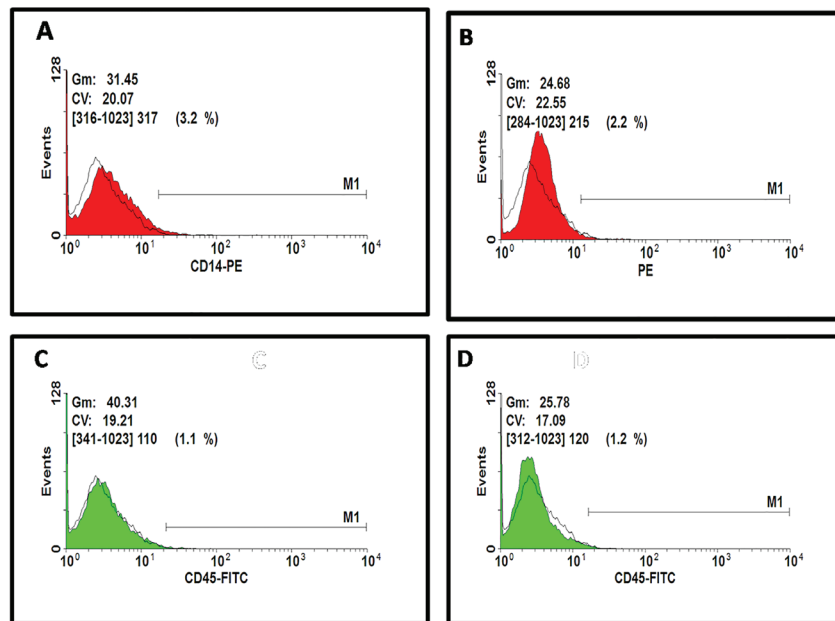 A
128
Gm: 31.45
CV: 20.07
[316-1023] 317 (3.2 %)
Events
M1
0
10^0 10^1 10^2 10^3 10^4
CD14-PE
B
128
Gm: 24.68
CV: 22.55
[284-1023] 215 (2.2 %)
Events
M1
0
10^0 10^1 10^2 10^3 10^4
PE
C
C
128
Gm: 40.31
CV: 19.21
[341-1023] 110 (1.1 %)
Events
M1
0
10^0 10^1 10^2 10^3 10^4
CD45-FITC
D
D
128
Gm: 25.78
CV: 17.09
[312-1023] 120 (1.2 %)
Events
M1
0
10^0 10^1 10^2 10^3 10^4
CD45-FITC